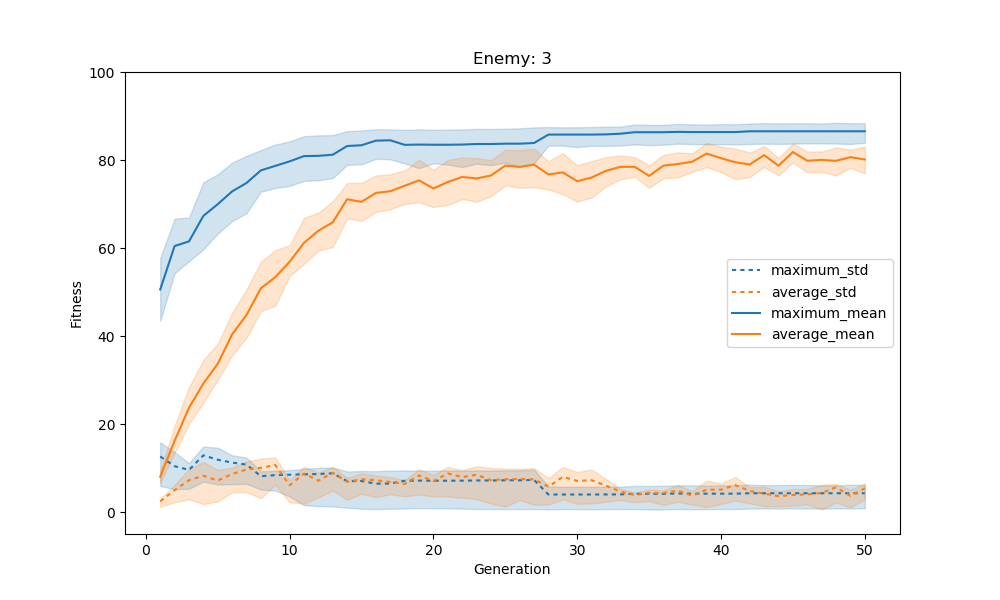 Enemy: 3
100
80
60
40
20
0
Fitness
maximum_std
average_std
maximum_mean
average_mean
0 10 20 30 40 50
Generation